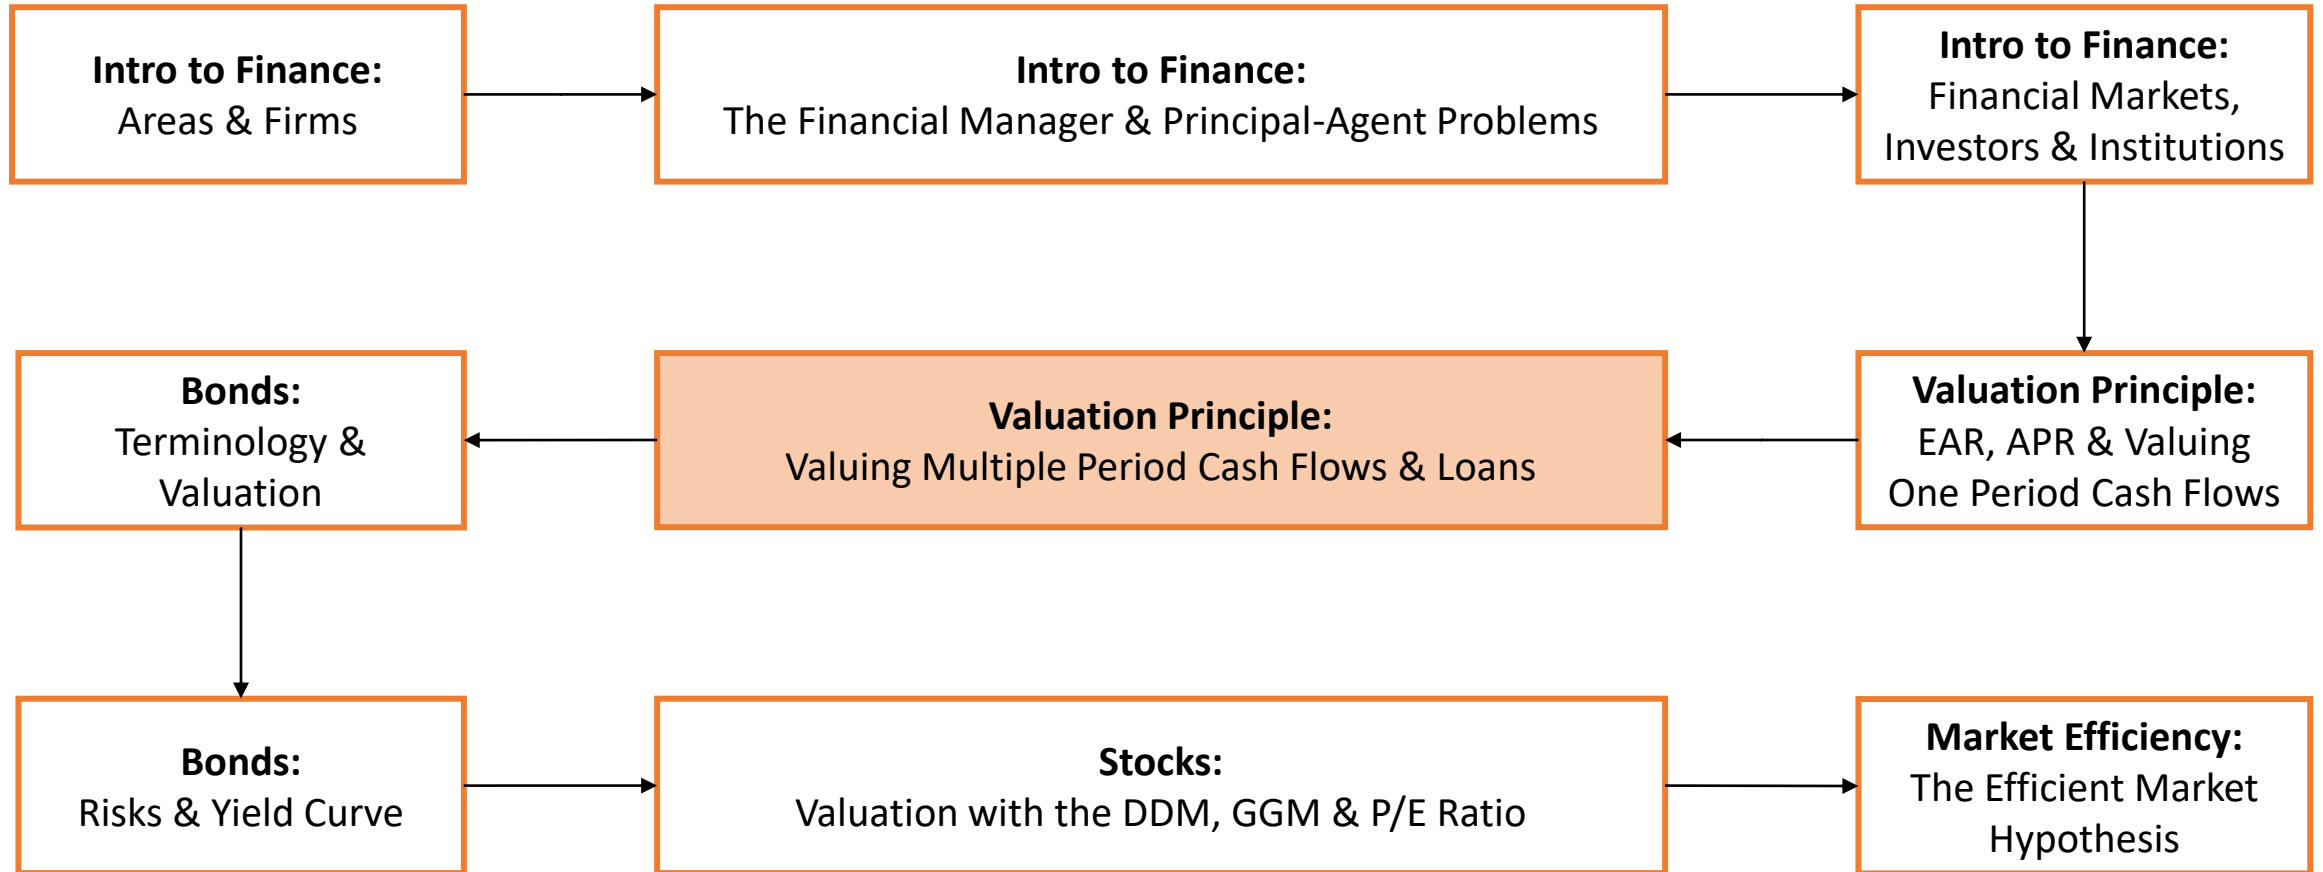 Intro to Finance:
Areas & Firms
Intro to Finance:
The Financial Manager & Principal-Agent Problems
Intro to Finance:
Financial Markets,
Investors & Institutions
Bonds:
Terminology &
Valuation
Valuation Principle:
Valuing Multiple Period Cash Flows & Loans
Valuation Principle:
EAR, APR & Valuing
One Period Cash Flows
Bonds:
Risks & Yield Curve
Stocks:
Valuation with the DDM, GGM & P/E Ratio
Market Efficiency:
The Efficient Market
Hypothesis